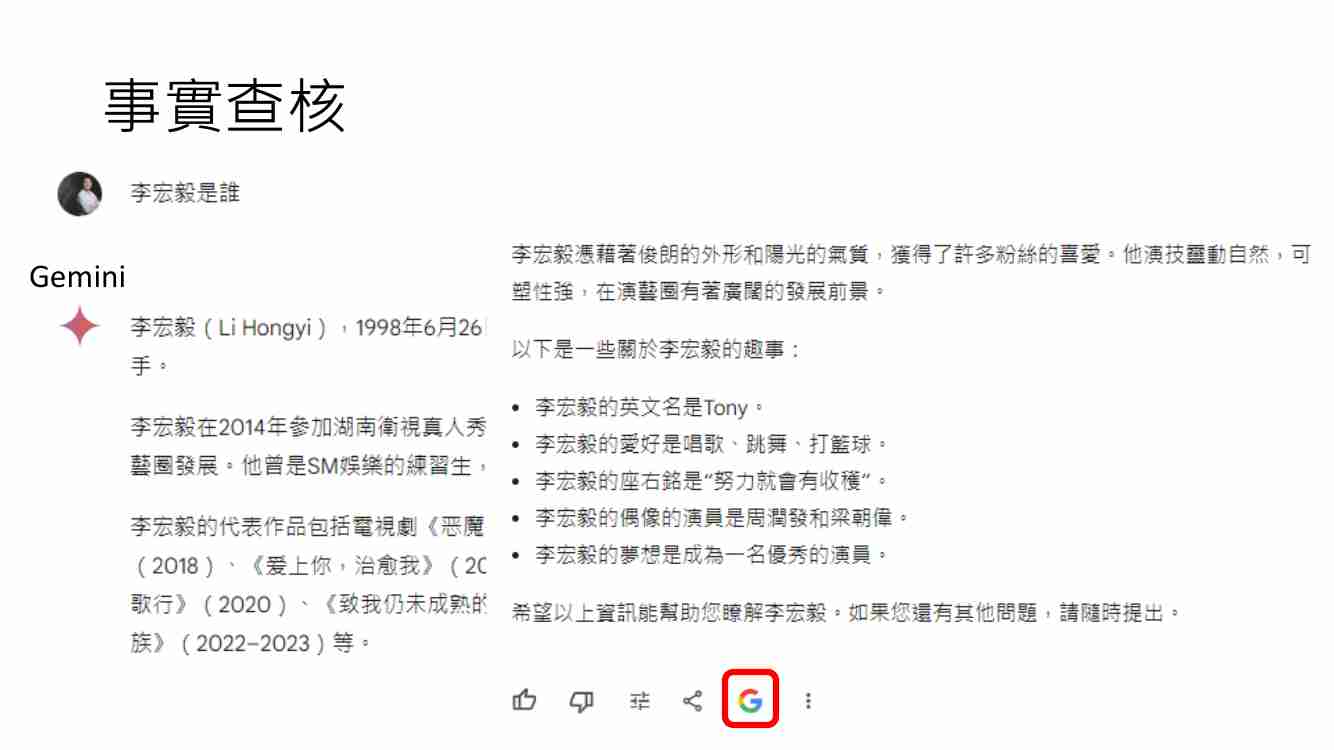 事實查核
李宏毅是誰
Gemini
李宏毅（Li Hongyi），1998年6月26
手。
李宏毅在2014年參加湖南衛視真人秀
藝圈發展。他曾是SM娛樂的練習生，
李宏毅的代表作品包括電視劇《恶魔
（2018）、《爱上你，治愈我》（20
歌行》（2020）、《致我仍未成熟的
族》（2022–2023）等。
李宏毅憑藉著俊朗的外形和陽光的氣質，獲得了許多粉絲的喜愛。他演技靈動自然，可
塑性強，在演藝圈有著廣闊的發展前景。
以下是一些關於李宏毅的趣事：
• 李宏毅的英文名是Tony。
• 李宏毅的愛好是唱歌、跳舞、打籃球。
• 李宏毅的座右銘是“努力就會有收穫”。
• 李宏毅的偶像的演員是周潤發和梁朝偉。
• 李宏毅的夢想是成為一名優秀的演員。
希望以上資訊能幫助您瞭解李宏毅。如果您還有其他問題，請隨時提出。